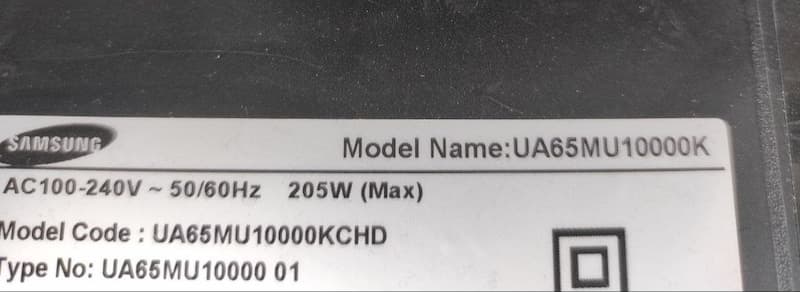 SAMSUNG
Model Name:UA65MU10000K
AC100-240V ~ 50/60Hz 205W (Max)
Model Code : UA65MU10000KCHD
Type No: UA65MU10000 01